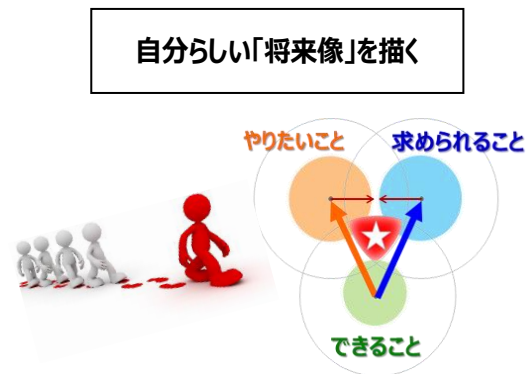 自分らしい「将来像」を描く
やりたいこと
求められること
できること